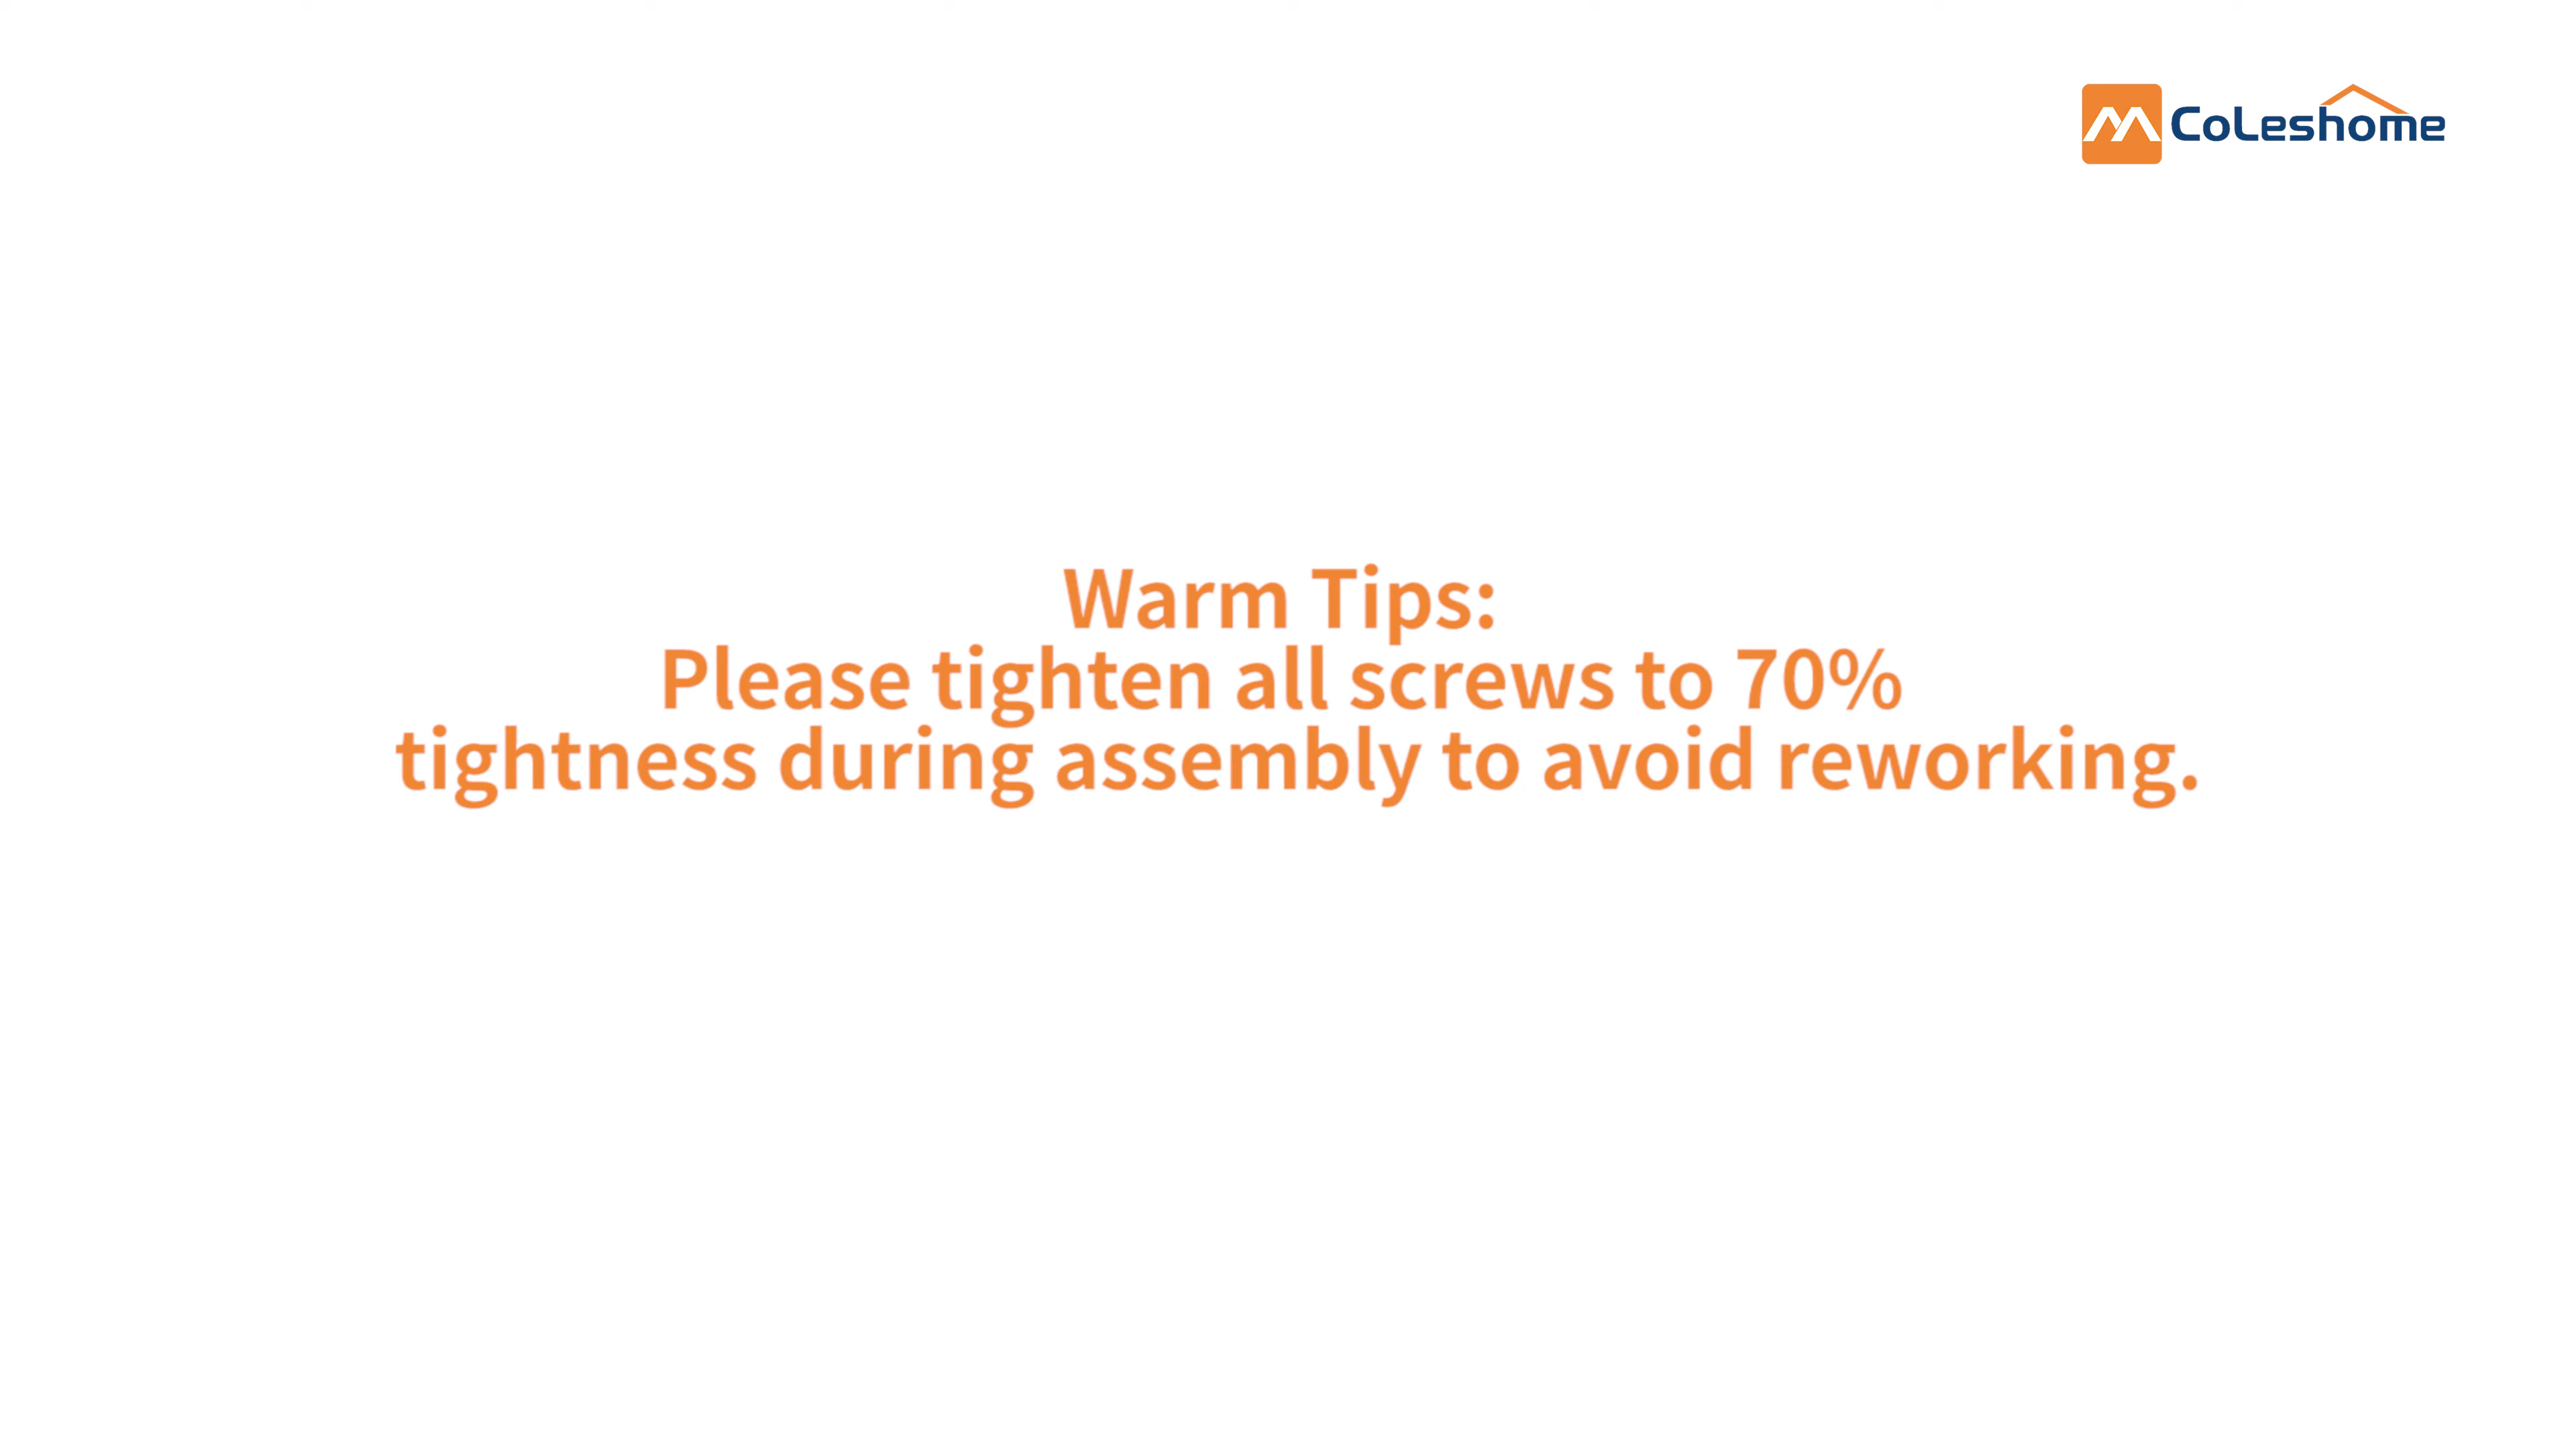 CoLeshome
Warm Tips:
Please tighten all screws to 70%
tightness during assembly to avoid reworking.